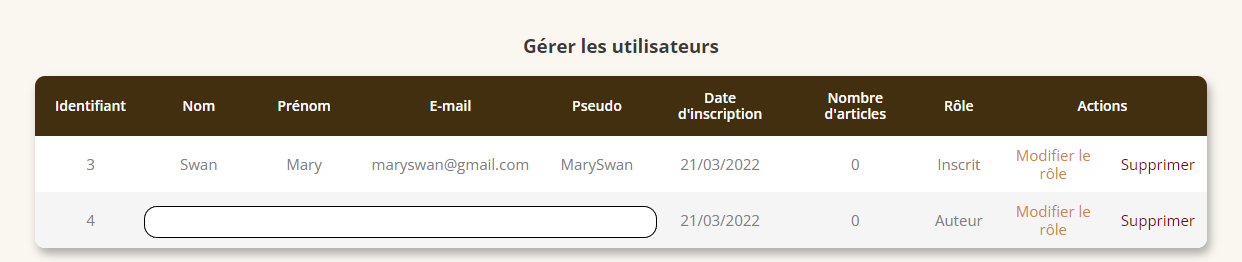 Gérer les utilisateurs
Identifiant Nom Prénom E-mail Pseudo Date d'inscription Nombre d'articles Rôle Actions
3 Swan Mary maryswan@gmail.com MarySwan 21/03/2022 0 Inscrit Modifier le rôle Supprimer
4 21/03/2022 0 Auteur Modifier le rôle Supprimer